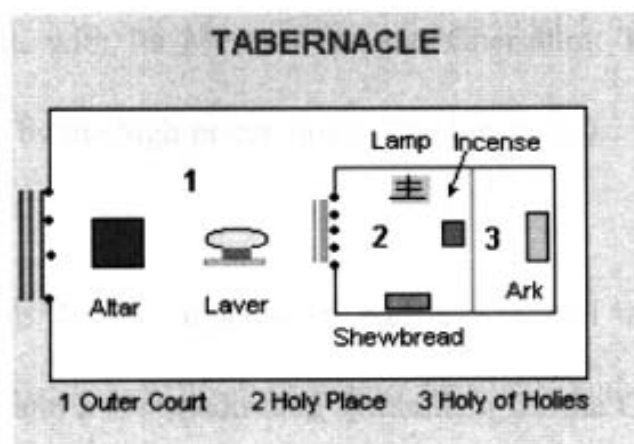 TABERNACLE
Lamp Incense
1
2
3
Altar
Laver
Ark
Shewbread
1 Outer Court 2 Holy Place 3 Holy of Holies